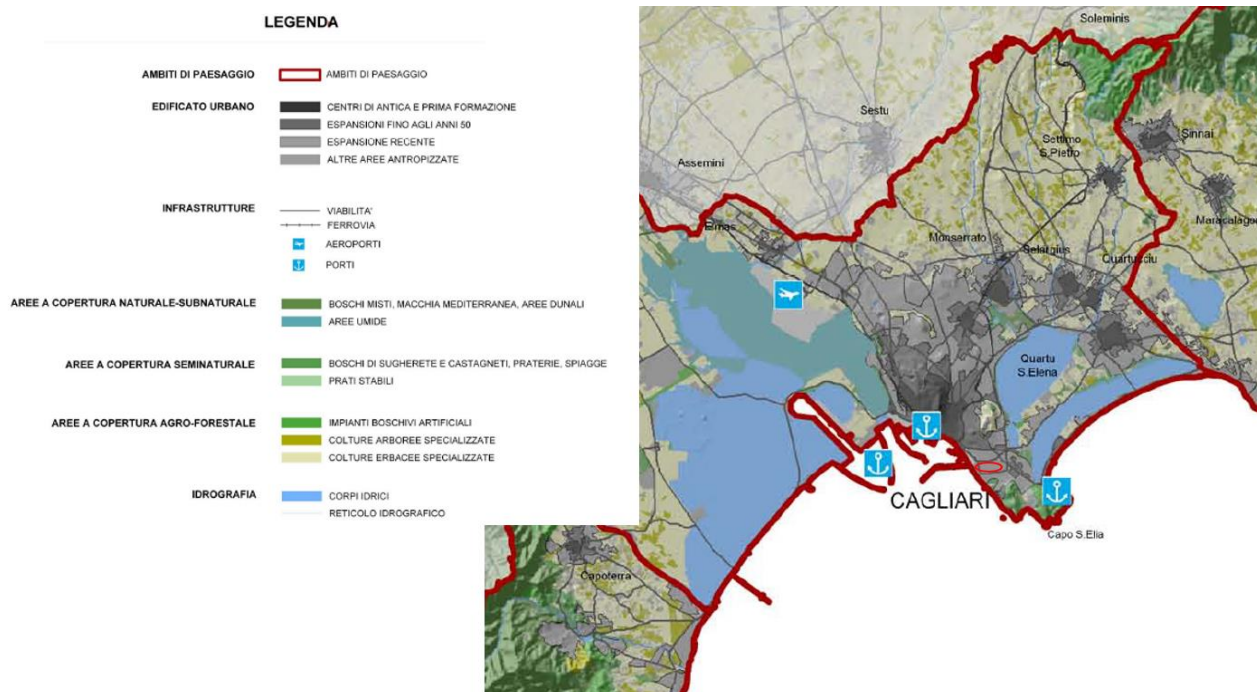 LEGENDA
AMBITI DI PAESAGGIO
AMBITI DI PAESAGGIO
EDIFICATO URBANO
CENTRI DI ANTICA E PRIMA FORMAZIONE
ESPANSIONI FINO AGLI ANNI 50
ESPANSIONE RECENTE
ALTRE AREE ANTROPIZZATE
INFRASTRUTTURE
VIABILITA'
FERROVIA
AEROPORTI
PORTI
AREE A COPERTURA NATURALE-SUBNATURALE
BOSCHI MISTI, MACCHIA MEDITERRANEA, AREE DUNALI
AREE UMIDE
AREE A COPERTURA SEMINATURALE
BOSCHI DI SUGHERETE E CASTAGNETI, PRATERIE, SPIAGGE
PRATI STABILI
AREE A COPERTURA AGRO-FORESTALE
IMPIANTI BOSCHIVI ARTIFICIALI
COLTURE ARBOREE SPECIALIZZATE
COLTURE ERBACEE SPECIALIZZATE
IDROGRAFIA
CORPI IDRICI
RETICOLO IDROGRAFICO
Soleminis
Sestu
Sinnai
Settimo
S.Pietro
Assemini
Maracalago
Elmas
Monserrato
Selargius
Quartucciu
Quartu
S.Elena
CAGLIARI
Capo S.Elia
Capoterra